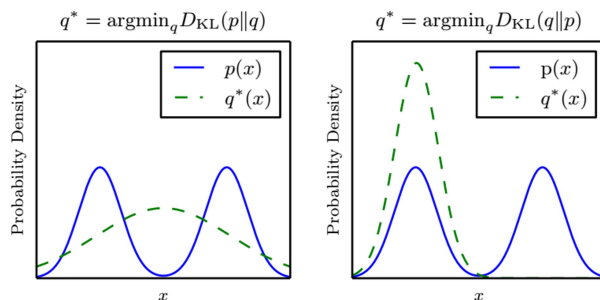 q* = argmin_q D_KL(p‖q)
Probability Density
p(x)
q*(x)
x
q* = argmin_q D_KL(q‖p)
Probability Density
p(x)
q*(x)
x